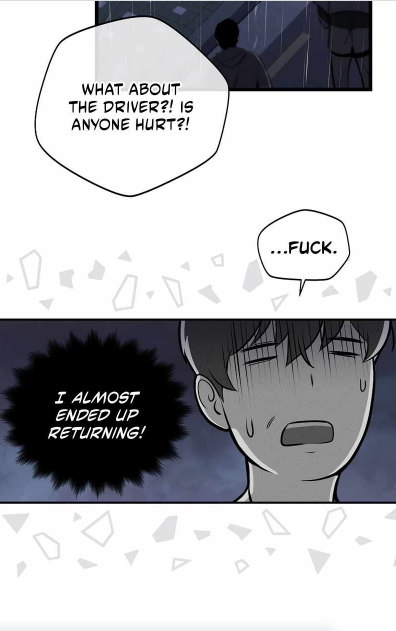 WHAT ABOUT
THE DRIVER?! IS
ANYONE HURT?!
...FUCK.
I ALMOST
ENDED UP
RETURNING!